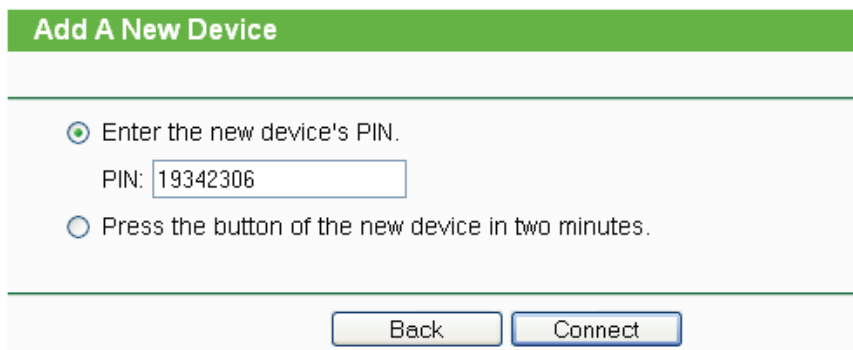 Add A New Device
Enter the new device's PIN.
PIN: 19342306
Press the button of the new device in two minutes.
Back Connect